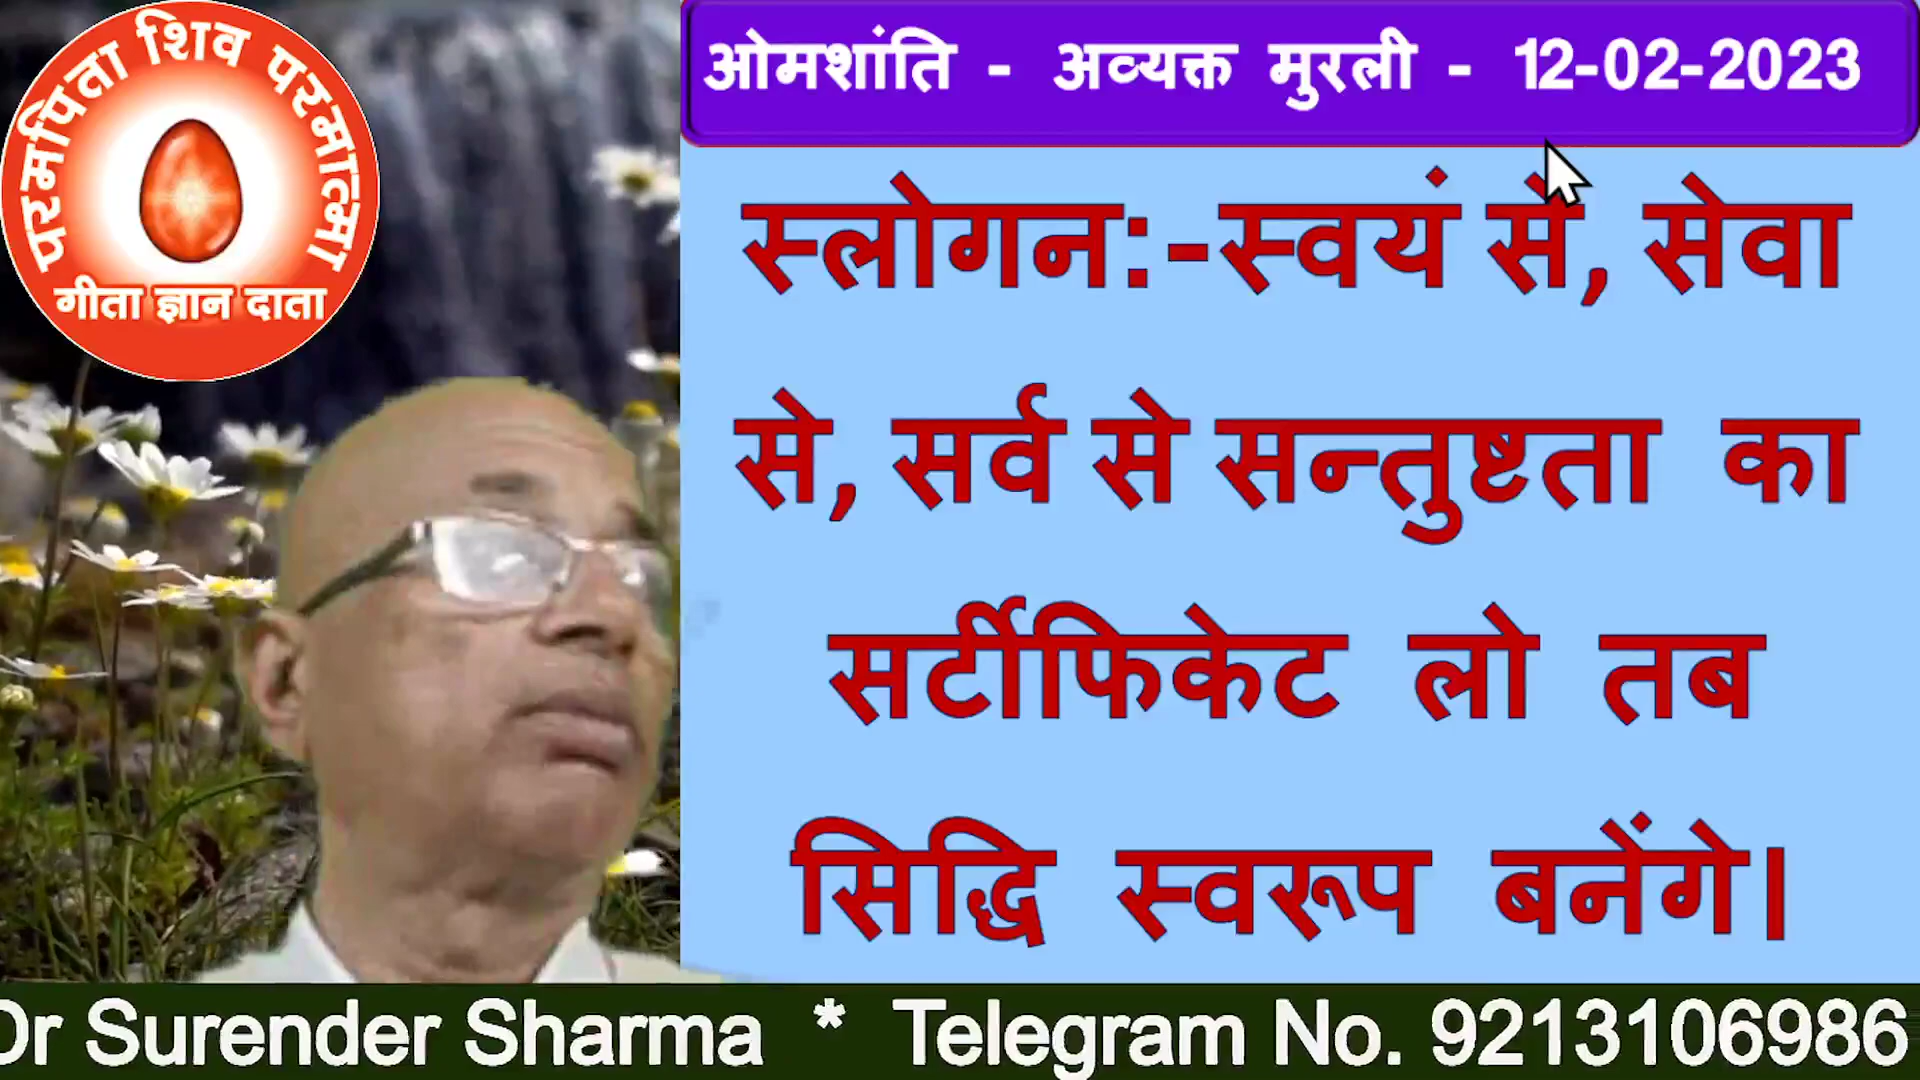 परमपिता शिव परमात्मा
गीता ज्ञान दाता
ओमशांति - अव्यक्त मुरली - 12-02-2023
स्लोगन:-स्वयं से, सेवा
से, सर्व से सन्तुष्टता का
सर्टीफिकेट लो तब
सिद्धि स्वरूप बनेंगे।
Dr Surender Sharma * Telegram No. 9213106986